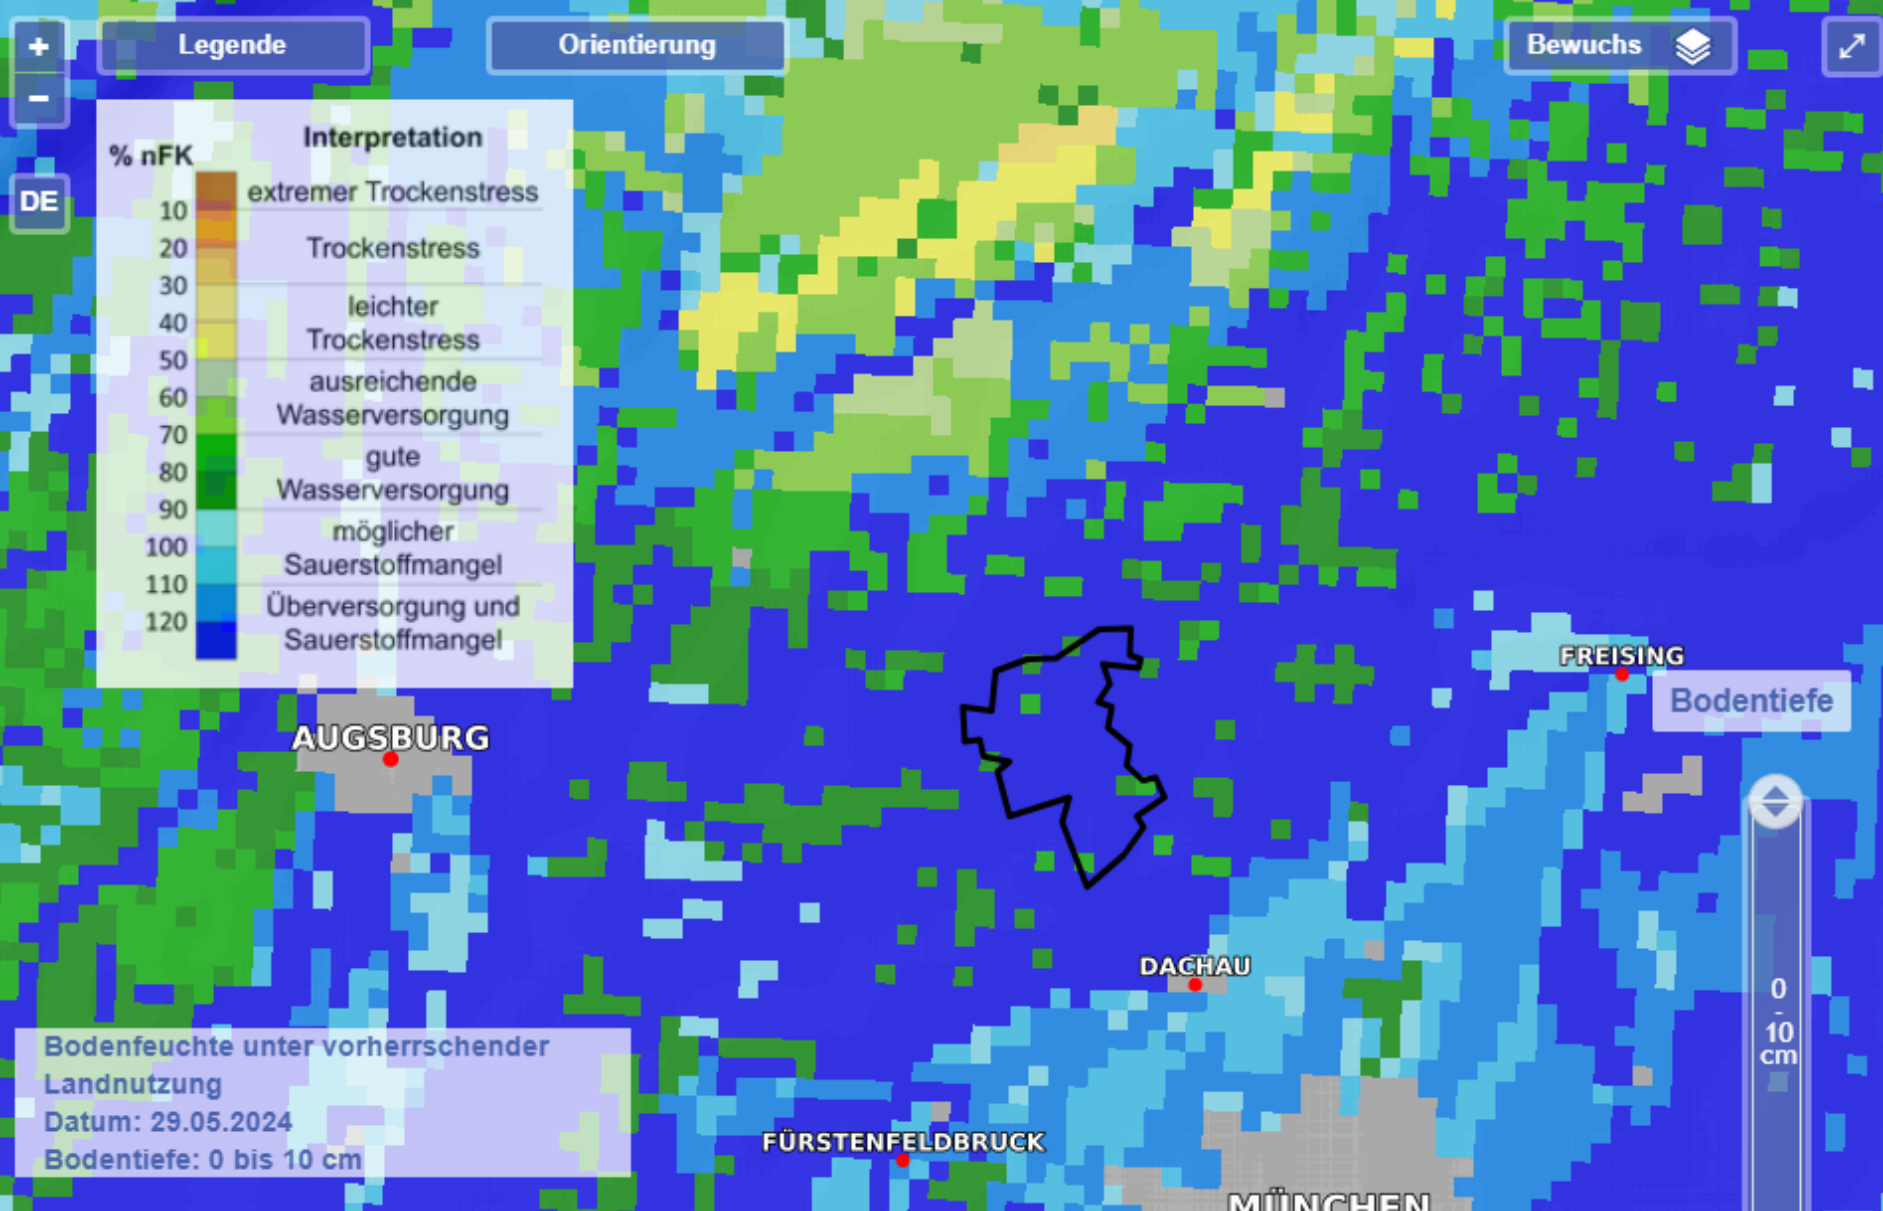 +
Legende
Orientierung
Bewuchs
−
DE
Interpretation
% nFK
extremer Trockenstress
10
20
Trockenstress
30
leichter
40
Trockenstress
50
ausreichende
60
Wasserversorgung
70
gute
80
Wasserversorgung
90
möglicher
100
Sauerstoffmangel
110
Überversorgung und
120
Sauerstoffmangel
FREISING
Bodentiefe
AUGSBURG
DACHAU
0
-
10
cm
Bodenfeuchte unter vorherrschender
Landnutzung
Datum: 29.05.2024
Bodentiefe: 0 bis 10 cm
FÜRSTENFELDBRUCK
MÜNCHEN